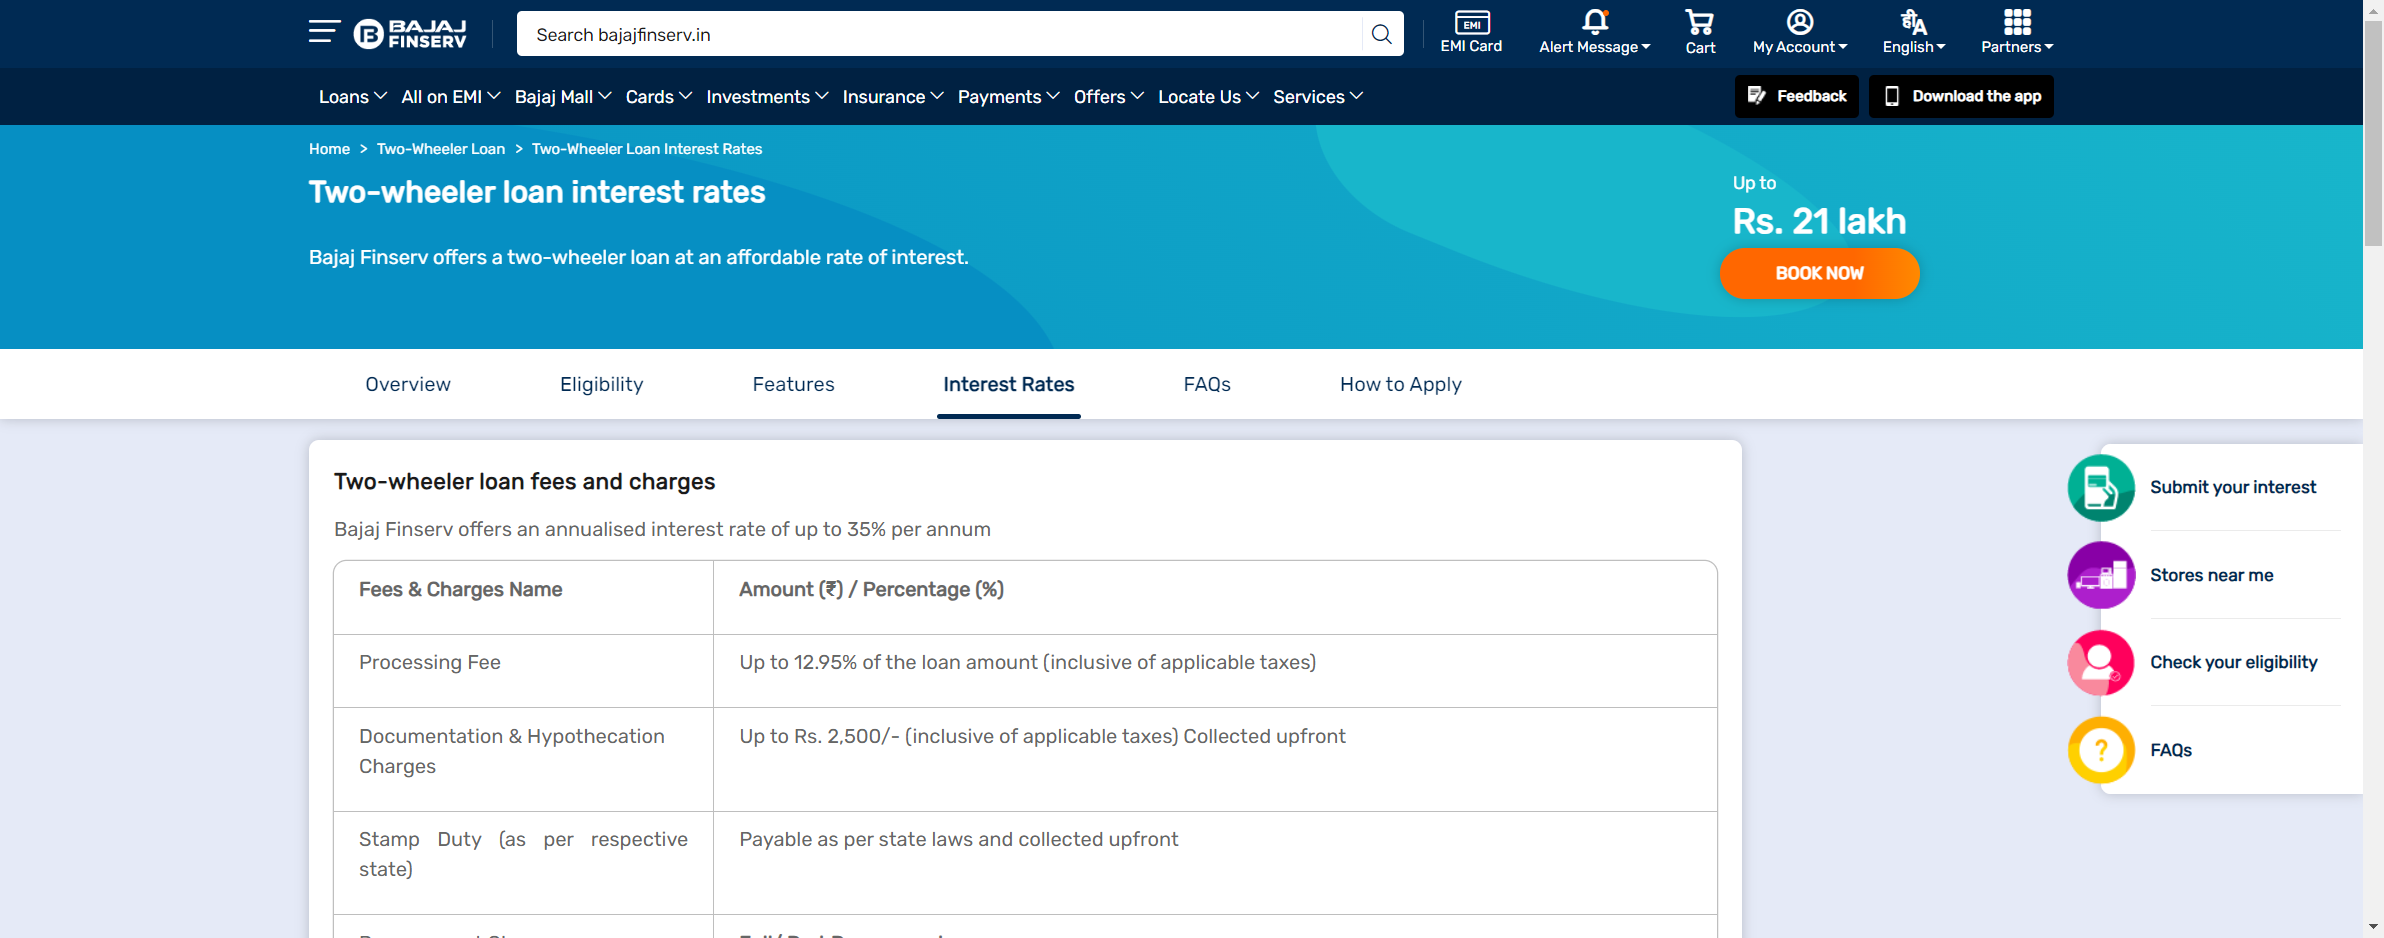 BAJAJ
FINSERV
Search bajajfinserv.in
EMI
EMI Card
Alert Message
Cart
My Account
ही A
English
Partners
Loans All on EMI Bajaj Mall Cards Investments Insurance Payments Offers Locate Us Services
Feedback
Download the app
Home > Two-Wheeler Loan > Two-Wheeler Loan Interest Rates
Two-wheeler loan interest rates
Bajaj Finserv offers a two-wheeler loan at an affordable rate of interest.
Up to
Rs. 21 lakh
BOOK NOW
Overview Eligibility Features Interest Rates FAQs How to Apply
Two-wheeler loan fees and charges
Bajaj Finserv offers an annualised interest rate of up to 35% per annum
Fees & Charges Name
Amount (₹) / Percentage (%)
Processing Fee
Up to 12.95% of the loan amount (inclusive of applicable taxes)
Documentation & Hypothecation
Charges
Up to Rs. 2,500/- (inclusive of applicable taxes) Collected upfront
Stamp Duty (as per respective
state)
Payable as per state laws and collected upfront
Submit your interest
Stores near me
Check your eligibility
?
FAQs